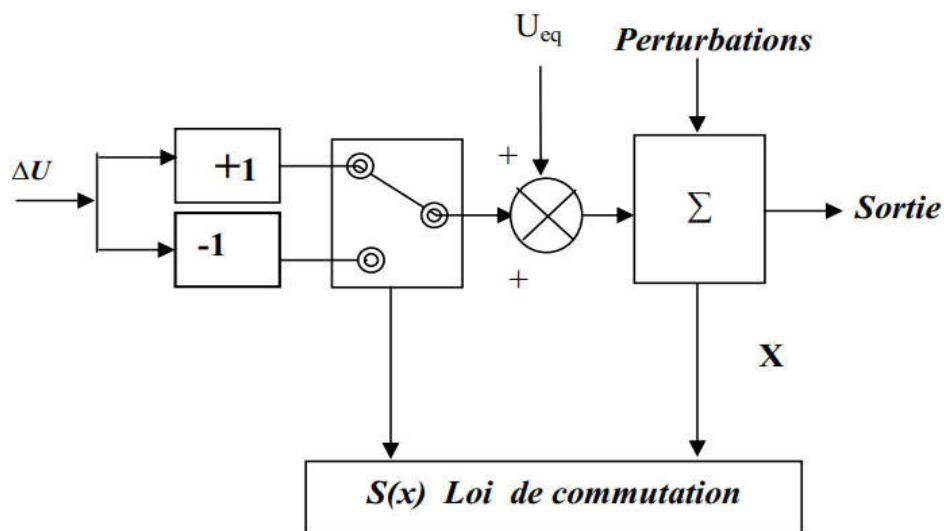 U_eq
Perturbations
ΔU
+1
-1
+
+
Σ
Sortie
X
S(x) Loi de commutation